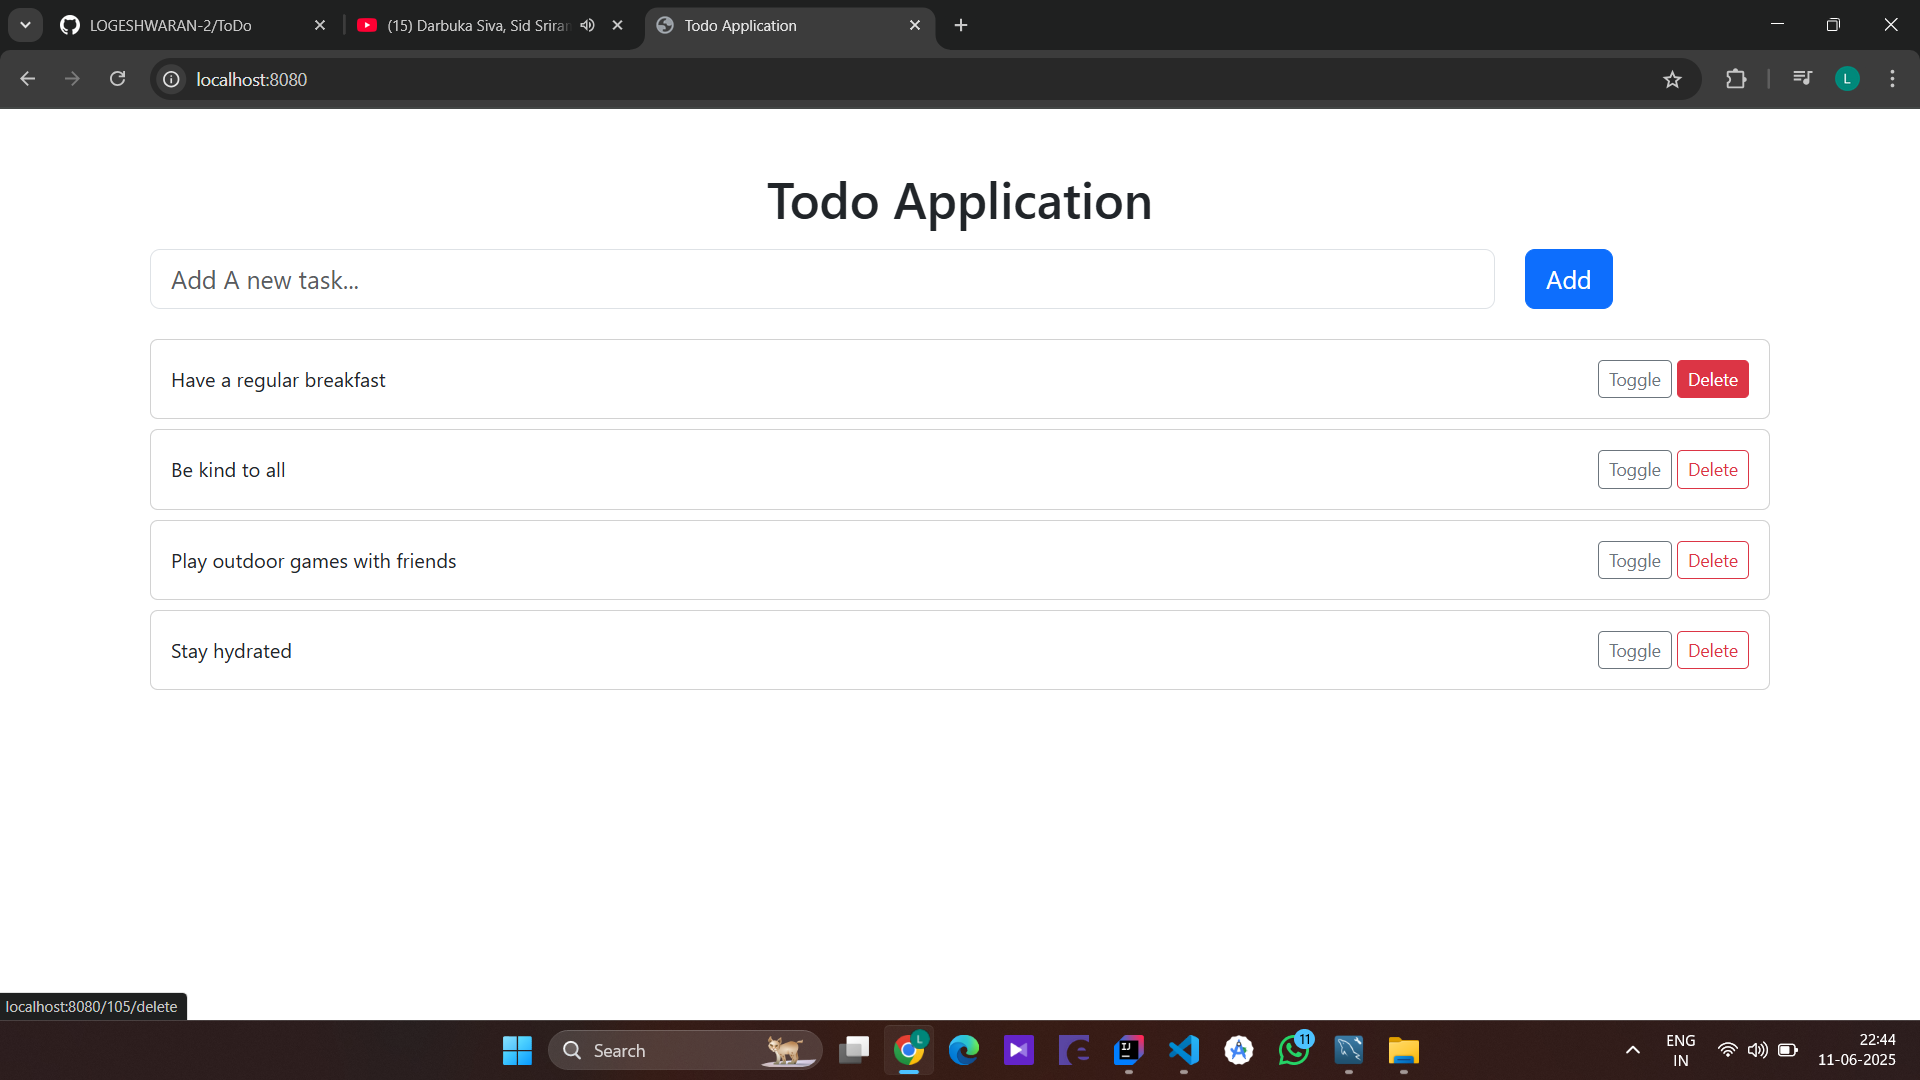 LOGESHWARAN-2/ToDo
(15) Darbuka Siva, Sid Sriran
Todo Application
localhost:8080
L
Todo Application
Add A new task...
Add
Have a regular breakfast
Toggle
Delete
Be kind to all
Toggle
Delete
Play outdoor games with friends
Toggle
Delete
Stay hydrated
Toggle
Delete
localhost:8080/105/delete
Search
L
IJ
11
ENG
IN
22:44
11-06-2025